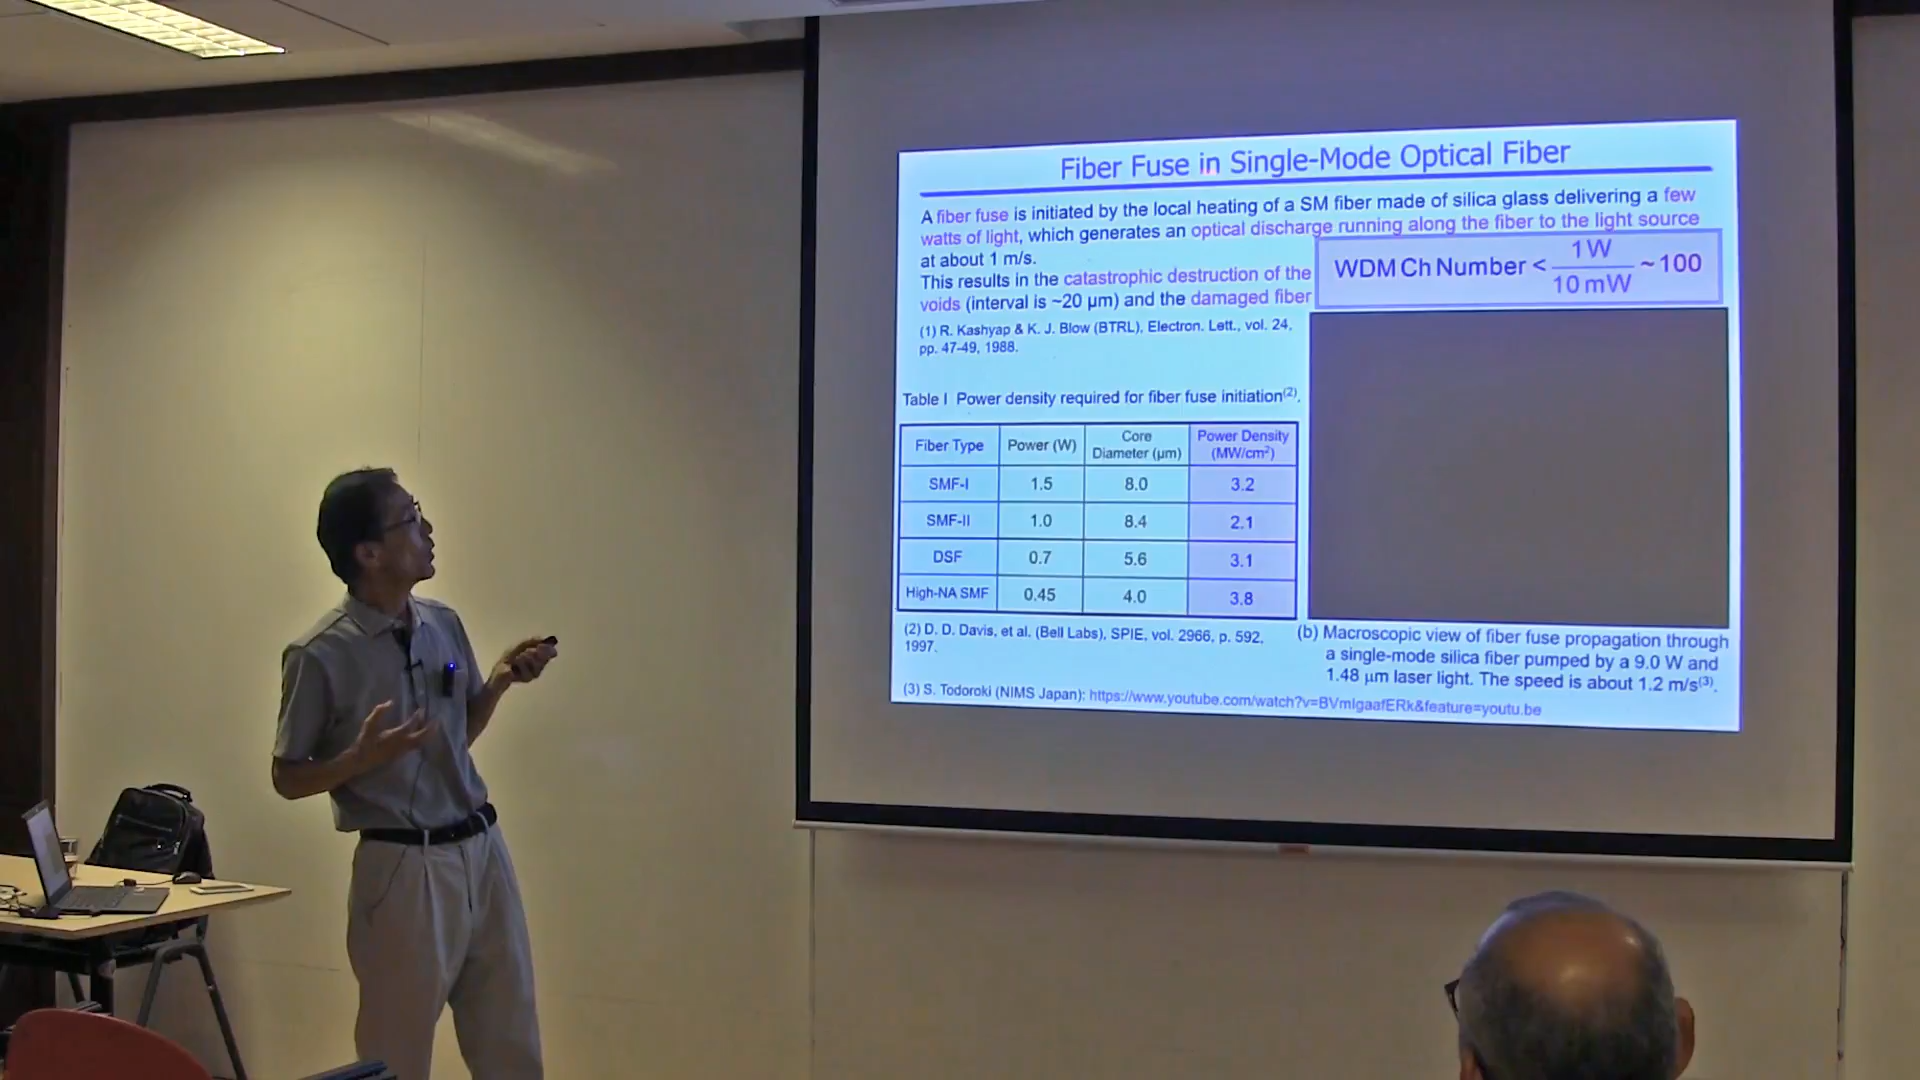 Fiber Fuse in Single-Mode Optical Fiber
A fiber fuse is initiated by the local heating of a SM fiber made of silica glass delivering a few
watts of light, which generates an optical discharge running along the fiber to the light source
at about 1 m/s.
This results in the catastrophic destruction of the
voids (interval is ~20 μm) and the damaged fiber
WDM Ch Number < 1 W / 10 mW ~ 100
(1) R. Kashyap & K. J. Blow (BTRL), Electron. Lett., vol. 24,
pp. 47-49, 1988.
Table I Power density required for fiber fuse initiation(2).
Fiber Type Power (W) Core Diameter (μm) Power Density (MW/cm²)
SMF-I 1.5 8.0 3.2
SMF-II 1.0 8.4 2.1
DSF 0.7 5.6 3.1
High-NA SMF 0.45 4.0 3.8
(2) D. D. Davis, et al. (Bell Labs), SPIE, vol. 2966, p. 592,
1997.
(b) Macroscopic view of fiber fuse propagation through
a single-mode silica fiber pumped by a 9.0 W and
1.48 μm laser light. The speed is about 1.2 m/s(3).
(3) S. Todoroki (NIMS Japan): https://www.youtube.com/watch?v=BVmIgaafERk&feature=youtu.be